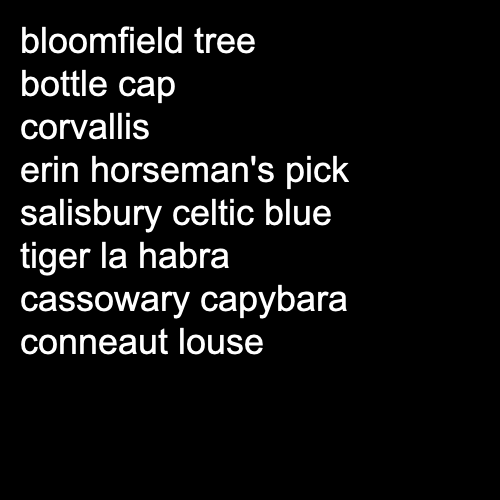 bloomfield tree
bottle cap
corvallis
erin horseman's pick
salisbury celtic blue
tiger la habra
cassowary capybara
conneaut louse